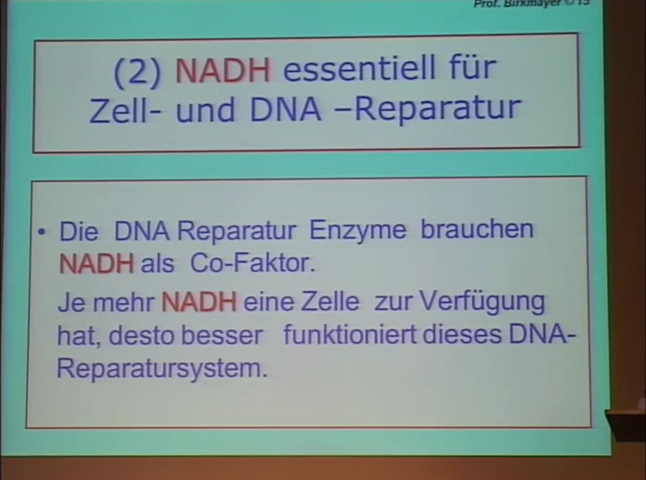 Prof. Birkmayer © 15
(2) NADH essentiell für
Zell- und DNA –Reparatur
• Die DNA Reparatur Enzyme brauchen
NADH als Co-Faktor.
Je mehr NADH eine Zelle zur Verfügung
hat, desto besser funktioniert dieses DNA-
Reparatursystem.